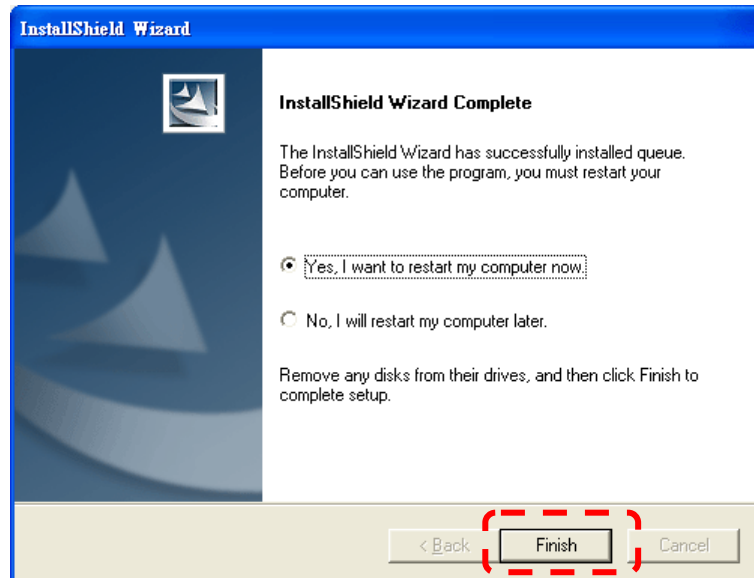 InstallShield Wizard
InstallShield Wizard Complete
The InstallShield Wizard has successfully installed queue.
Before you can use the program, you must restart your
computer.
Yes, I want to restart my computer now.
No, I will restart my computer later.
Remove any disks from their drives, and then click Finish to
complete setup.
< Back Finish Cancel